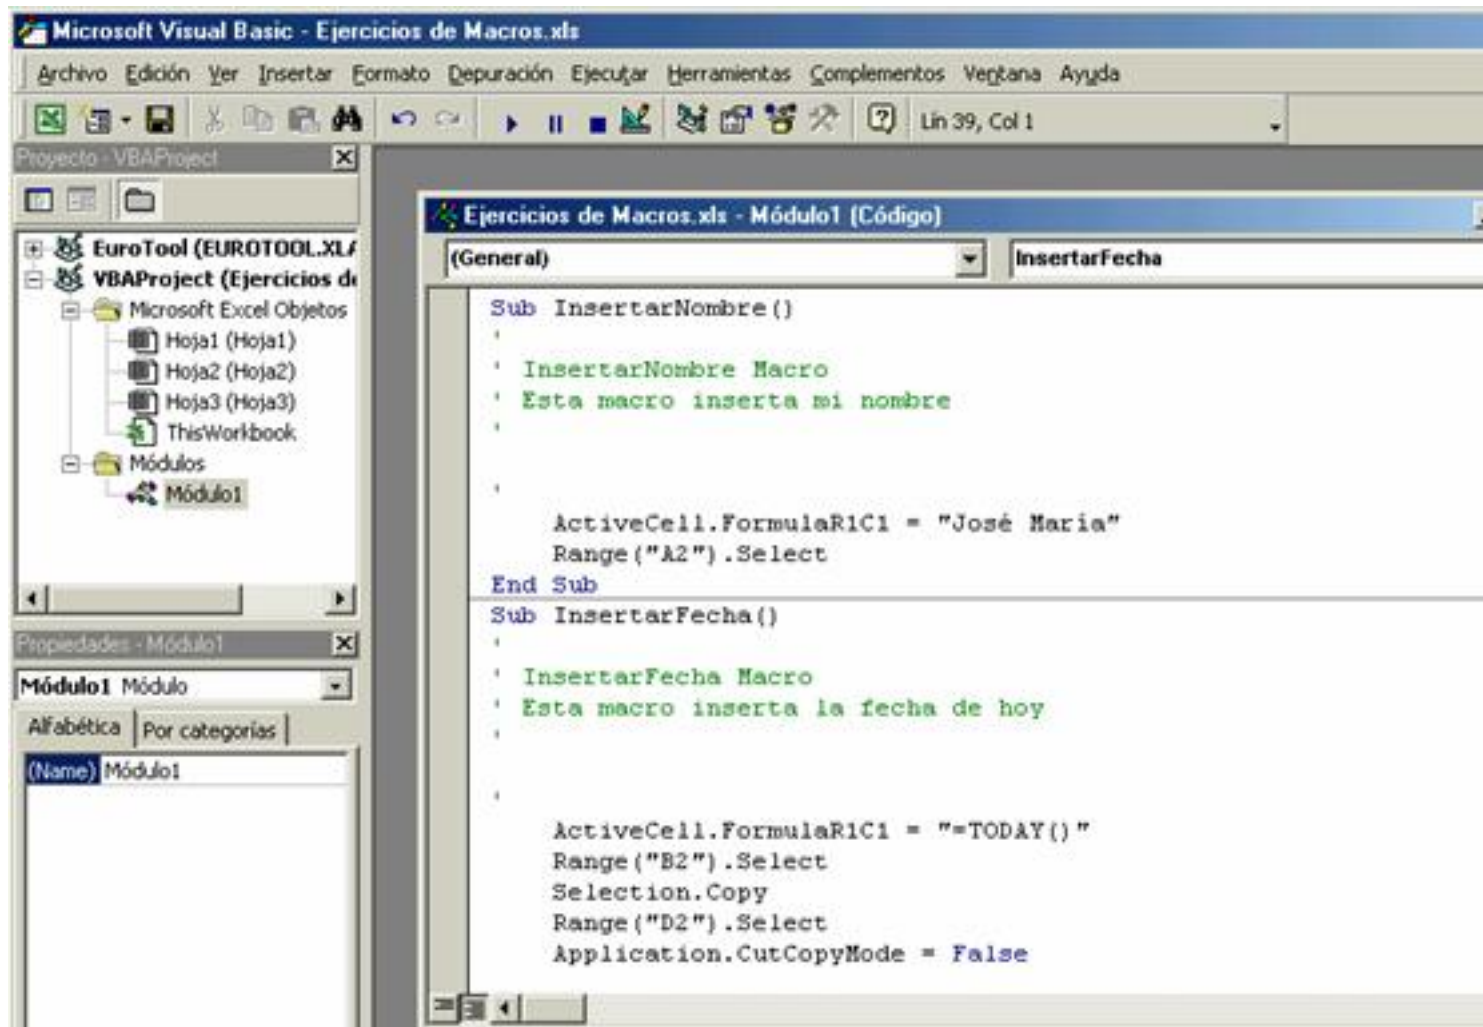 Microsoft Visual Basic - Ejercicios de Macros.xls
Archivo Edición Ver Insertar Formato Depuración Ejecutar Herramientas Complementos Ventana Ayuda
Lín 39, Col 1
Proyecto - VBAProject
EuroTool (EUROTOOL.XLA
VBAProject (Ejercicios de
Microsoft Excel Objetos
Hoja1 (Hoja1)
Hoja2 (Hoja2)
Hoja3 (Hoja3)
ThisWorkbook
Módulos
Módulo1
Propiedades - Módulo1
Módulo1 Módulo
Alfabética Por categorías
(Name) Módulo1
Ejercicios de Macros.xls - Módulo1 (Código)
(General) InsertarFecha
Sub InsertarNombre()
'
' InsertarNombre Macro
' Esta macro inserta mi nombre
'
'
ActiveCell.FormulaR1C1 = "José María"
Range("A2").Select
End Sub
Sub InsertarFecha()
'
' InsertarFecha Macro
' Esta macro inserta la fecha de hoy
'
'
ActiveCell.FormulaR1C1 = "=TODAY()"
Range("B2").Select
Selection.Copy
Range("D2").Select
Application.CutCopyMode = False